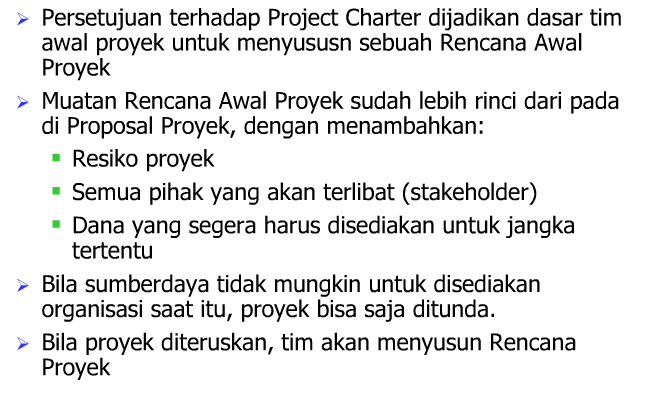 Persetujuan terhadap Project Charter dijadikan dasar tim
awal proyek untuk menyususn sebuah Rencana Awal
Proyek
Muatan Rencana Awal Proyek sudah lebih rinci dari pada
di Proposal Proyek, dengan menambahkan:
Resiko proyek
Semua pihak yang akan terlibat (stakeholder)
Dana yang segera harus disediakan untuk jangka
tertentu
Bila sumberdaya tidak mungkin untuk disediakan
organisasi saat itu, proyek bisa saja ditunda.
Bila proyek diteruskan, tim akan menyusun Rencana
Proyek